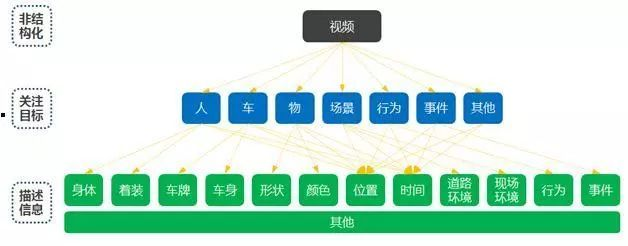 非结
构化
视频
关注
目标
人 车 物 场景 行为 事件 其他
描述
信息
身体 着装 车牌 车身 形状 颜色 位置 时间 道路
环境 现场
环境 行为 事件
其他